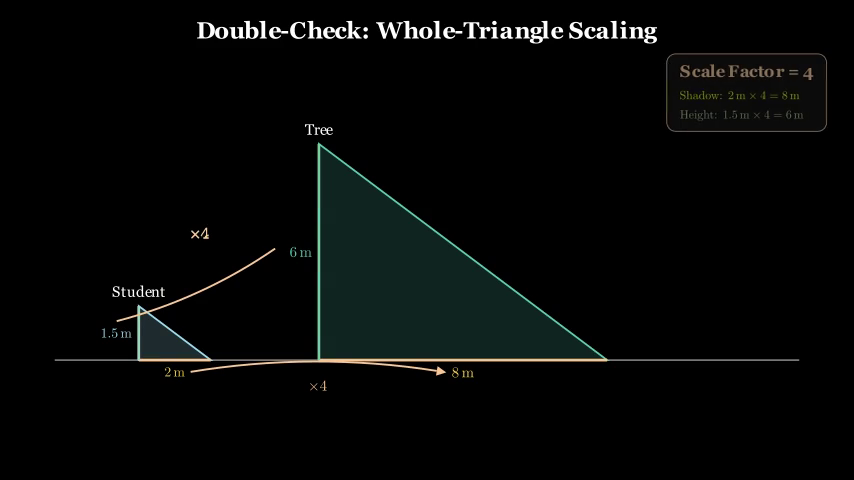 Double-Check: Whole-Triangle Scaling
Scale Factor = 4
Shadow: 2 m × 4 = 8 m
Height: 1.5 m × 4 = 6 m
Tree
×4
6 m
Student
1.5 m
2 m
8 m
×4